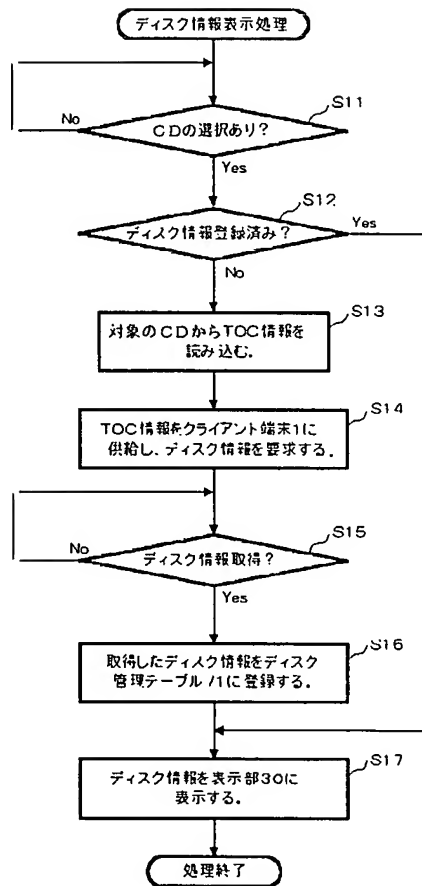 ディスク情報表示処理
S11
No
CDの選択あり?
Yes
S12
ディスク情報登録済み?
Yes
No
S13
対象のCDからTOC情報を
読み込む。
S14
TOC情報をクライアント端末1に
供給し、ディスク情報を要求する。
S15
No
ディスク情報取得?
Yes
S16
取得したディスク情報をディスク
管理テーブル71に登録する。
S17
ディスク情報を表示部30に
表示する。
処理終了